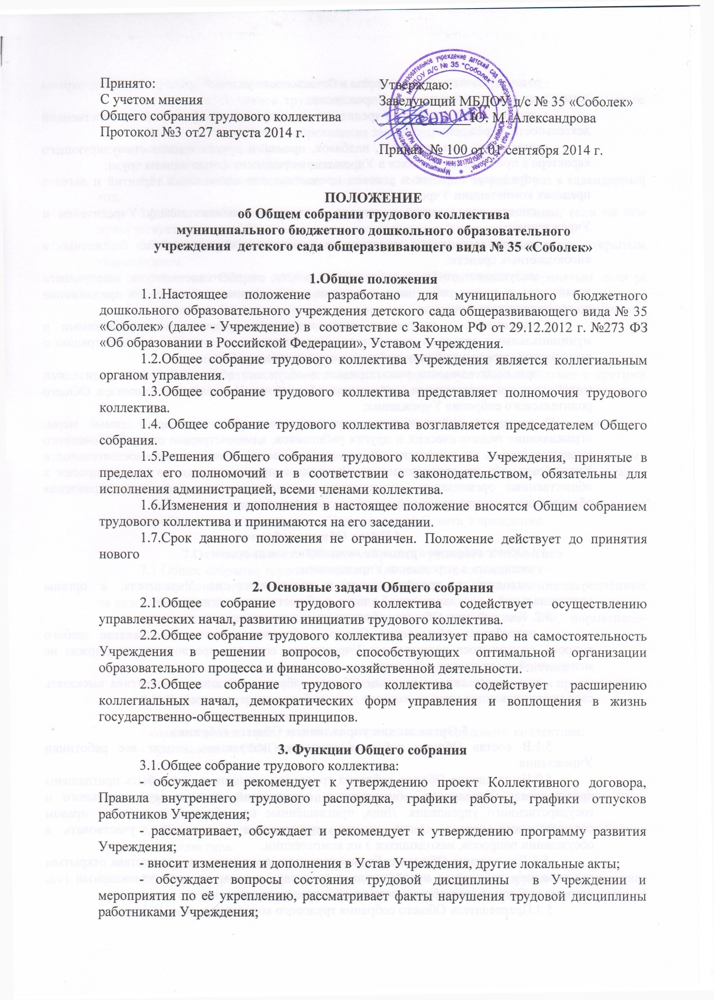 Принято:
С учетом мнения
Общего собрания трудового коллектива
Протокол №3 от27 августа 2014 г.
Утверждаю:
Заведующий МБДОУ д/с № 35 «Соболек»
Ю. М. Александрова
Приказ № 100 от 01 сентября 2014 г.
МБДОУ д/с № 35 "Соболек"
СОБОЛЕК
ПОЛОЖЕНИЕ
об Общем собрании трудового коллектива
муниципального бюджетного дошкольного образовательного
учреждения детского сада общеразвивающего вида № 35 «Соболек»
1.Общие положения
1.1.Настоящее положение разработано для муниципального бюджетного
дошкольного образовательного учреждения детского сада общеразвивающего вида № 35
«Соболек» (далее - Учреждение) в соответствие с Законом РФ от 29.12.2012 г. №273 ФЗ
«Об образовании в Российской Федерации», Уставом Учреждения.
1.2.Общее собрание трудового коллектива Учреждения является коллегиальным
органом управления.
1.3.Общее собрание трудового коллектива представляет полномочия трудового
коллектива.
1.4. Общее собрание трудового коллектива возглавляется председателем Общего
собрания.
1.5.Решения Общего собрания трудового коллектива Учреждения, принятые в
пределах его полномочий и в соответствии с законодательством, обязательны для
исполнения администрацией, всеми членами коллектива.
1.6.Изменения и дополнения в настоящее положение вносятся Общим собранием
трудового коллектива и принимаются на его заседании.
1.7.Срок данного положения не ограничен. Положение действует до принятия
нового
2. Основные задачи Общего собрания
2.1.Общее собрание трудового коллектива содействует осуществлению
управленческих начал, развитию инициатив трудового коллектива.
2.2.Общее собрание трудового коллектива реализует право на самостоятельность
Учреждения в решении вопросов, способствующих оптимальной организации
образовательного процесса и финансово-хозяйственной деятельности.
2.3.Общее собрание трудового коллектива содействует расширению
коллегиальных начал, демократических форм управления и воплощения в жизнь
государственно-общественных принципов.
3. Функции Общего собрания
3.1.Общее собрание трудового коллектива:
- обсуждает и рекомендует к утверждению проект Коллективного договора,
Правила внутреннего трудового распорядка, графики работы, графики отпусков
работников Учреждения;
- рассматривает, обсуждает и рекомендует к утверждению программу развития
Учреждения;
- вносит изменения и дополнения в Устав Учреждения, другие локальные акты;
- обсуждает вопросы состояния трудовой дисциплины в Учреждении и
мероприятия по её укреплению, рассматривает факты нарушения трудовой дисциплины
работниками Учреждения;